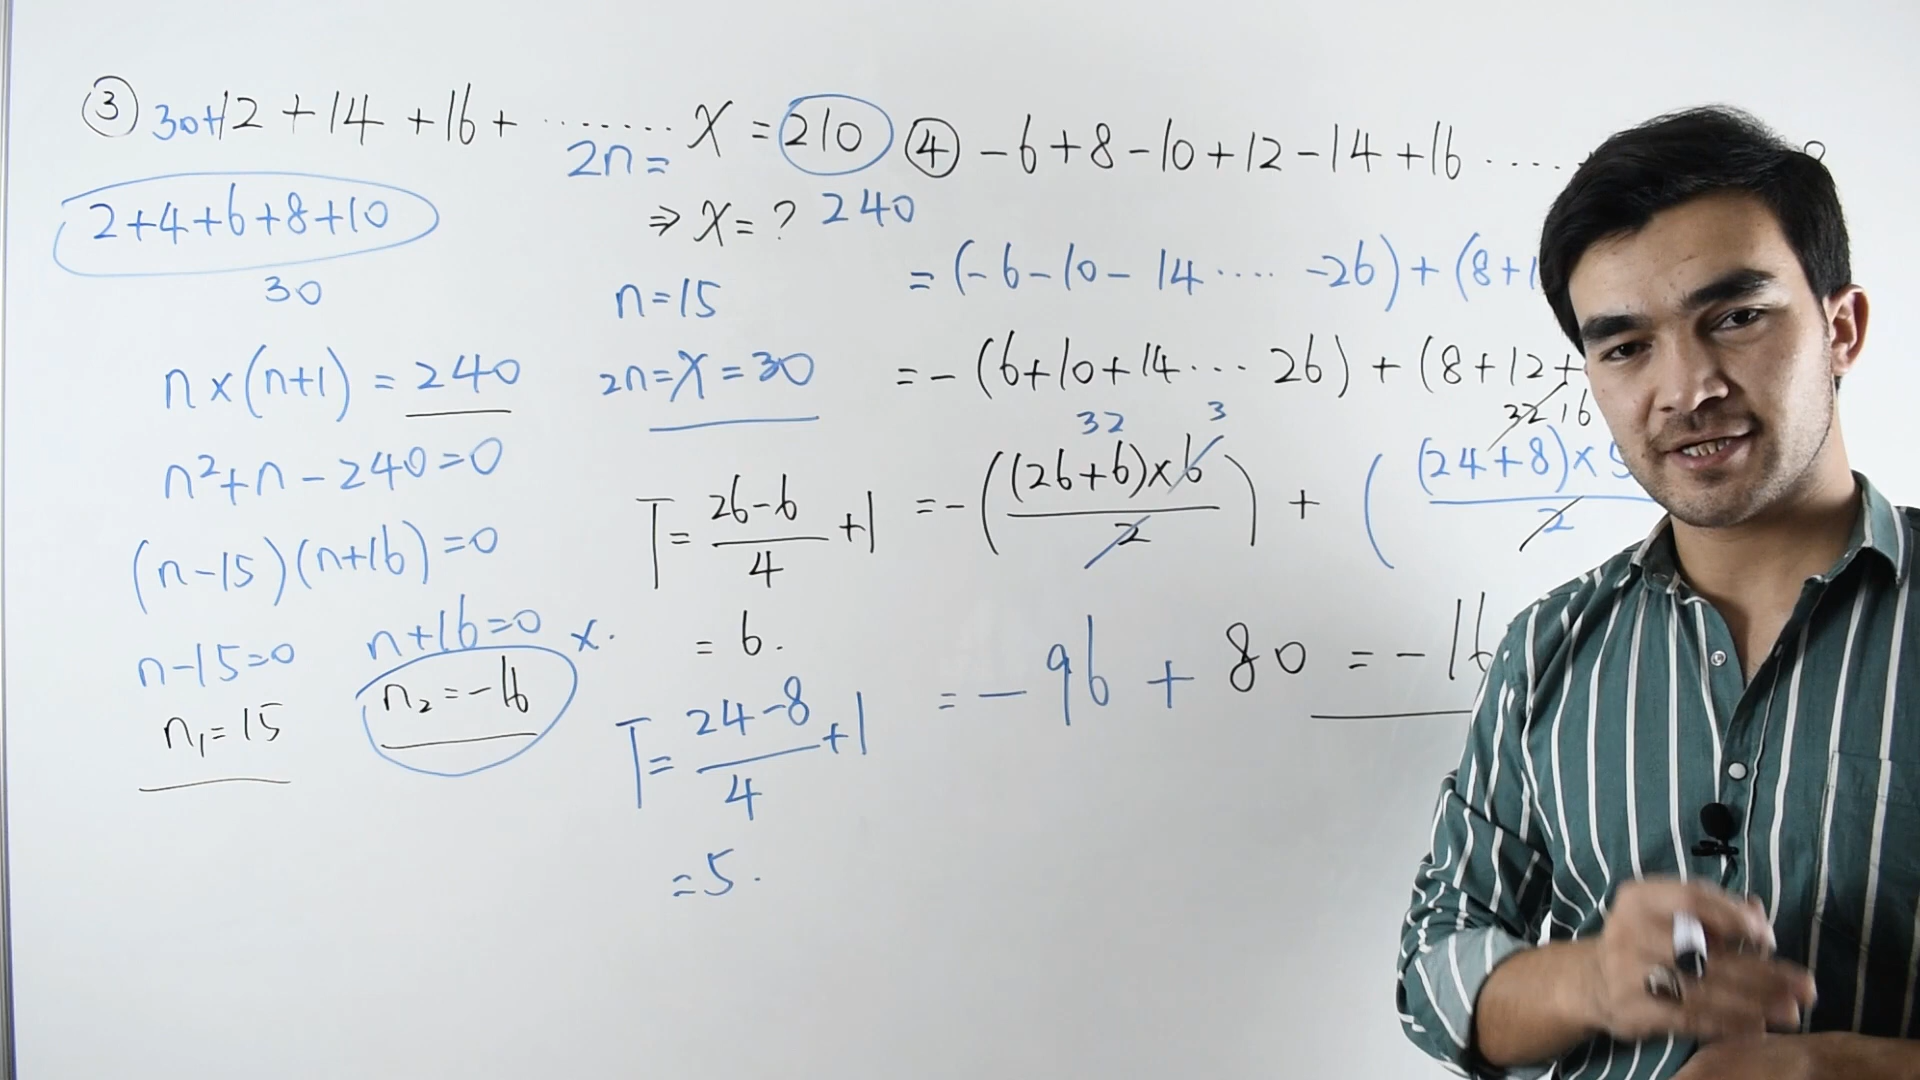 ③ 30+12 + 14 + 16 + ........ x = 210
2n =
2+4+6+8+10
30
⇒ x = ? 240
n = 15
n × (n+1) = 240
2n = x = 30
n²+n - 240 = 0
(n-15)(n+16) = 0
n-15=0 n+16=0 x.
n₁ = 15 n₂ = -16
T = (26-6)/4 + 1
= 6.
T = (24-8)/4 + 1
= 5.
④ -6+8-10+12-14+16 .....
= (-6-10-14 .... -26) + (8+1
= - (6+10+14... 26) + (8+12+
32 3 32 16
= - ((26+6)×6/2) + ((24+8)×5/2
= - 96 + 80 = -16